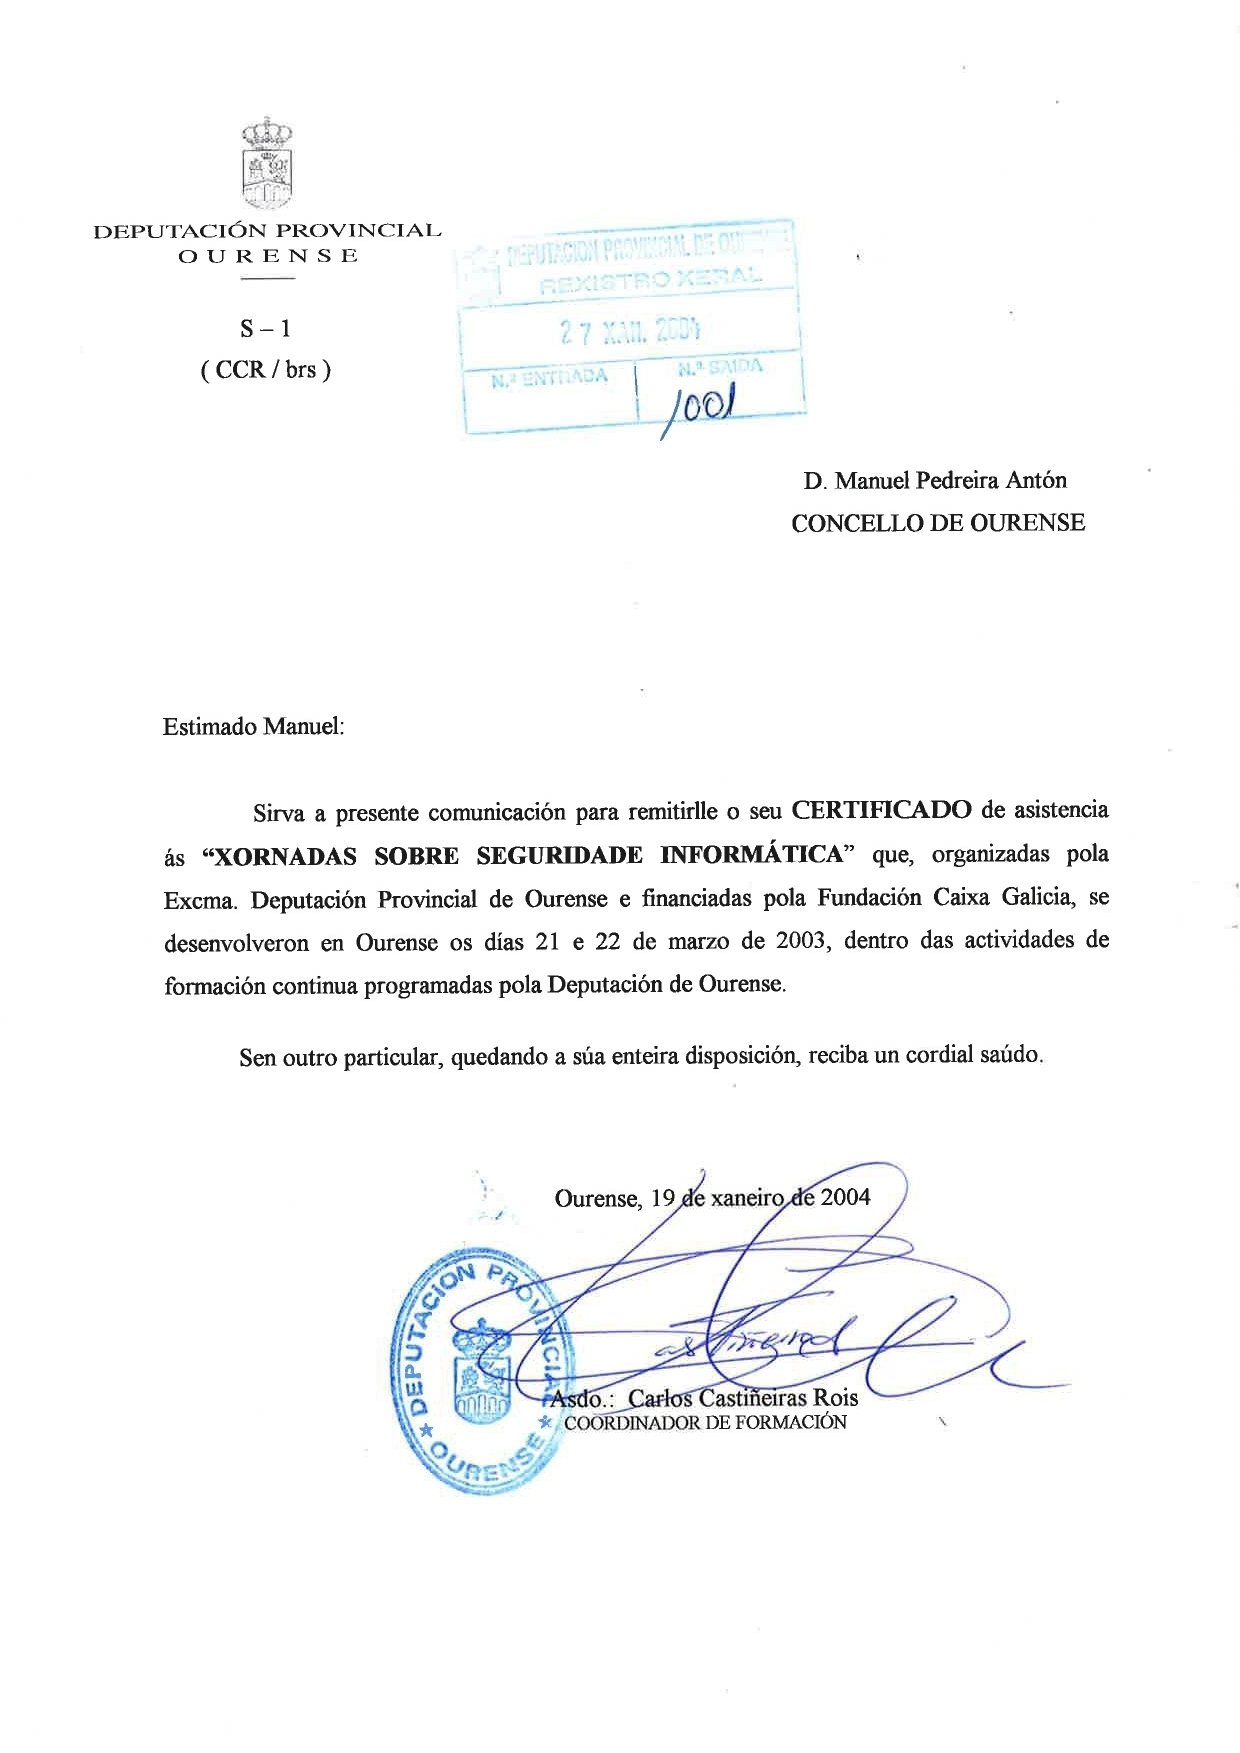 DEPUTACIÓN PROVINCIAL
OURENSE
S – 1
( CCR / brs )
DEPUTACION PROVINCIAL DE OURENSE
REXISTRO XERAL
27 XAN. 2004
N.º ENTRADA
N.º SAIDA
1001
D. Manuel Pedreira Antón
CONCELLO DE OURENSE
Estimado Manuel:
Sirva a presente comunicación para remitirlle o seu CERTIFICADO de asistencia
ás “XORNADAS SOBRE SEGURIDADE INFORMÁTICA” que, organizadas pola
Excma. Deputación Provincial de Ourense e financiadas pola Fundación Caixa Galicia, se
desenvolveron en Ourense os días 21 e 22 de marzo de 2003, dentro das actividades de
formación continua programadas pola Deputación de Ourense.
Sen outro particular, quedando a súa enteira disposición, reciba un cordial saúdo.
Ourense, 19 de xaneiro de 2004
DEPUTACION PROVINCIAL
★ OURENSE ★
Asdo.: Carlos Castiñeiras Rois
COORDINADOR DE FORMACIÓN